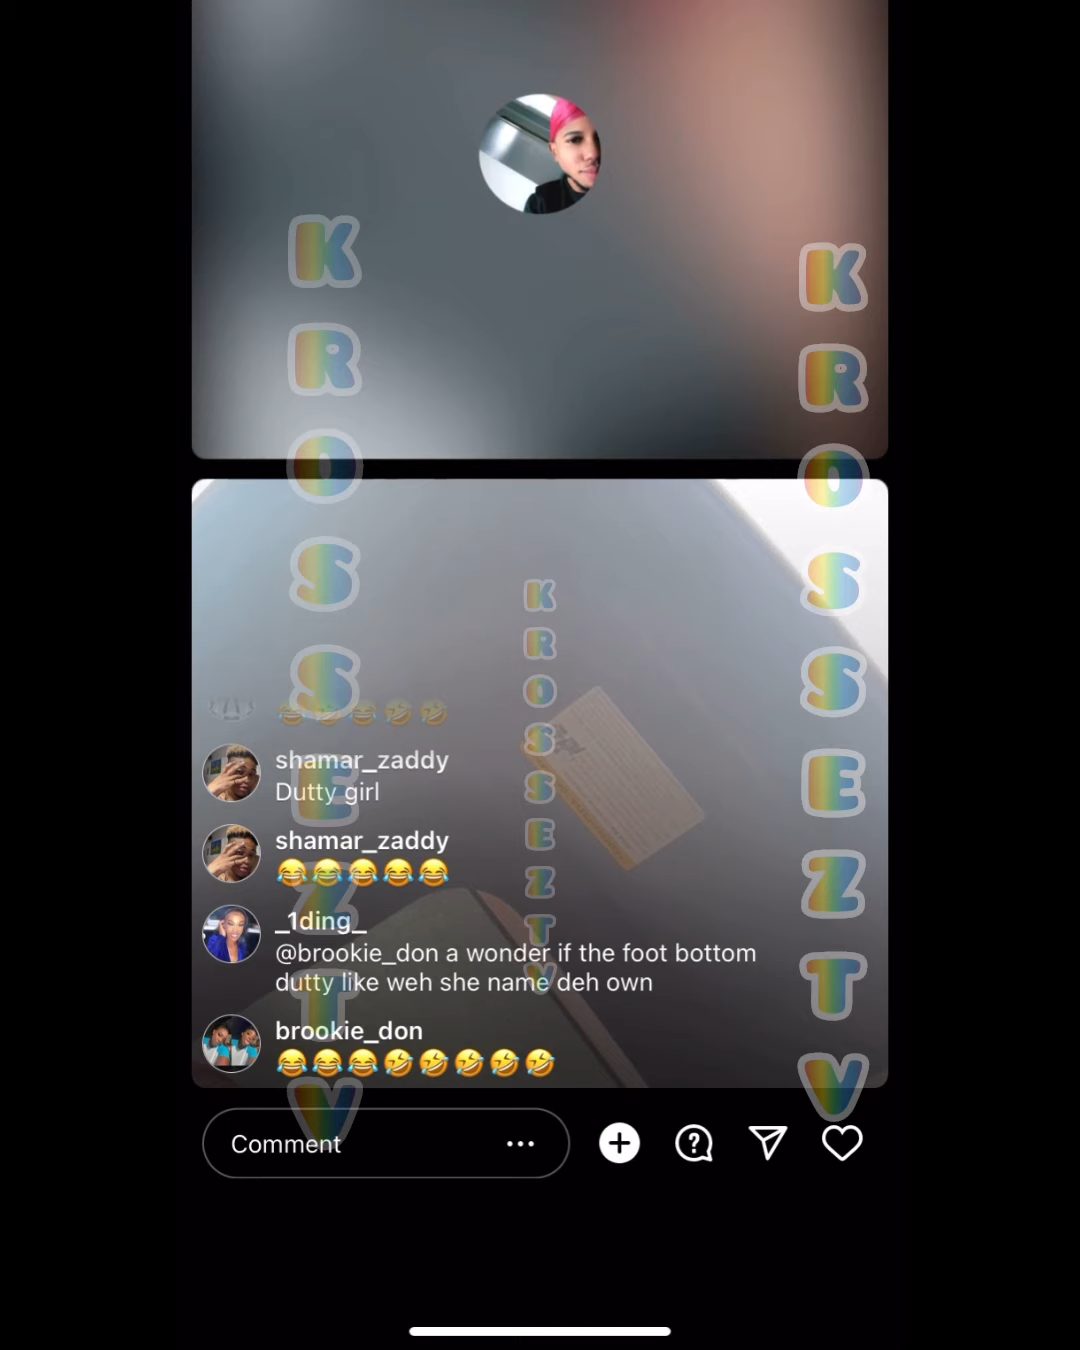 K
R
O
S
S
E
Z
T
V
K
R
O
S
S
E
Z
T
V
K
R
O
S
S
E
Z
T
V
😂🤣😂🤣🤣
shamar_zaddy
Dutty girl
shamar_zaddy
😂😂😂😂😂
_1ding_
@brookie_don a wonder if the foot bottom
dutty like weh she name deh own
brookie_don
😂😂😂🤣🤣🤣🤣🤣
Comment